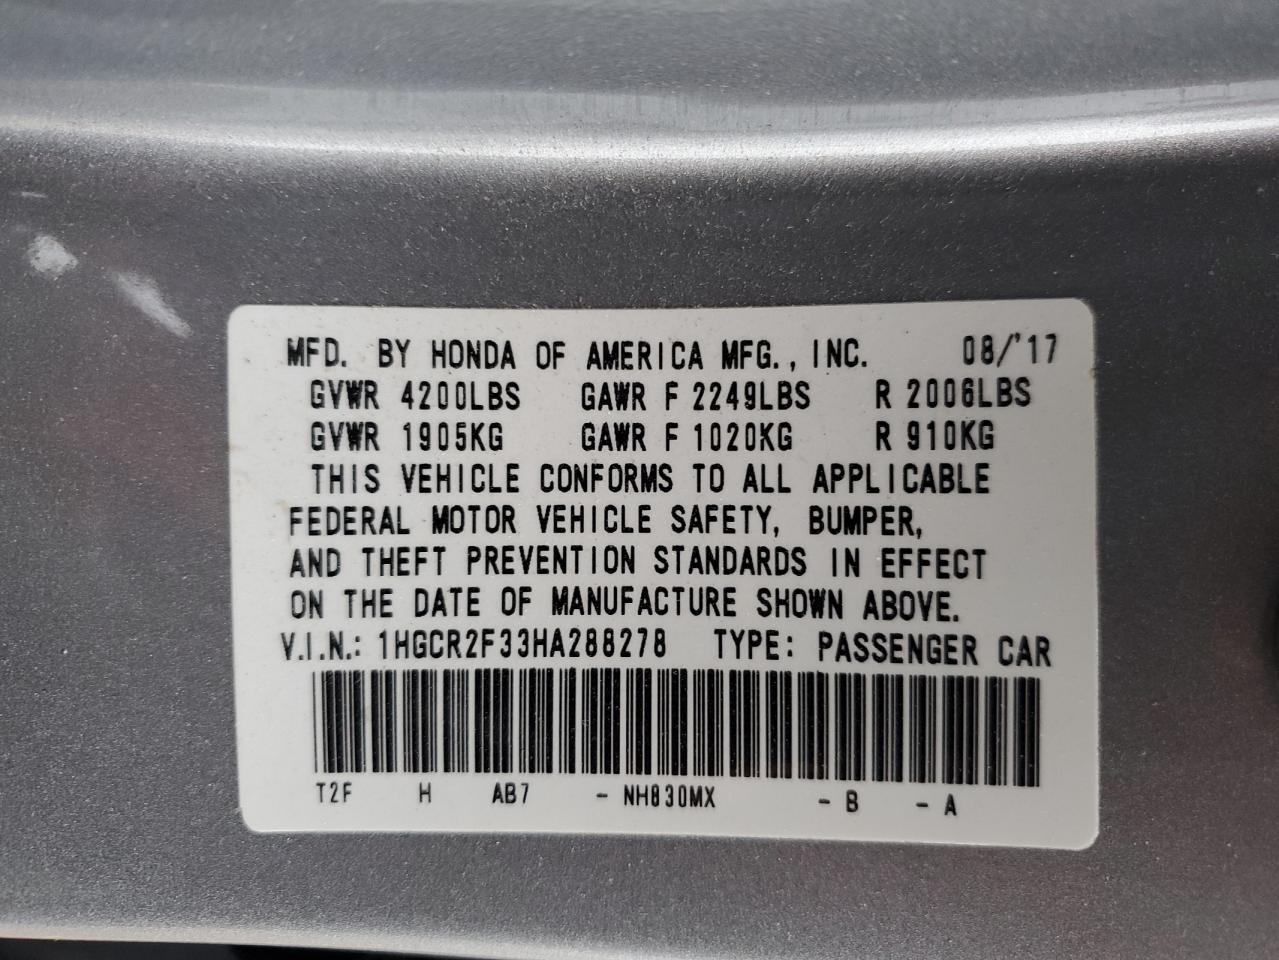 MFD. BY HONDA OF AMERICA MFG., INC. 08/'17
GVWR 4200LBS GAWR F 2249LBS R 2006LBS
GVWR 1905KG GAWR F 1020KG R 910KG
THIS VEHICLE CONFORMS TO ALL APPLICABLE
FEDERAL MOTOR VEHICLE SAFETY, BUMPER,
AND THEFT PREVENTION STANDARDS IN EFFECT
ON THE DATE OF MANUFACTURE SHOWN ABOVE.
V.I.N.: 1HGCR2F33HA288278 TYPE: PASSENGER CAR
T2F H AB7 - NH830MX - B - A